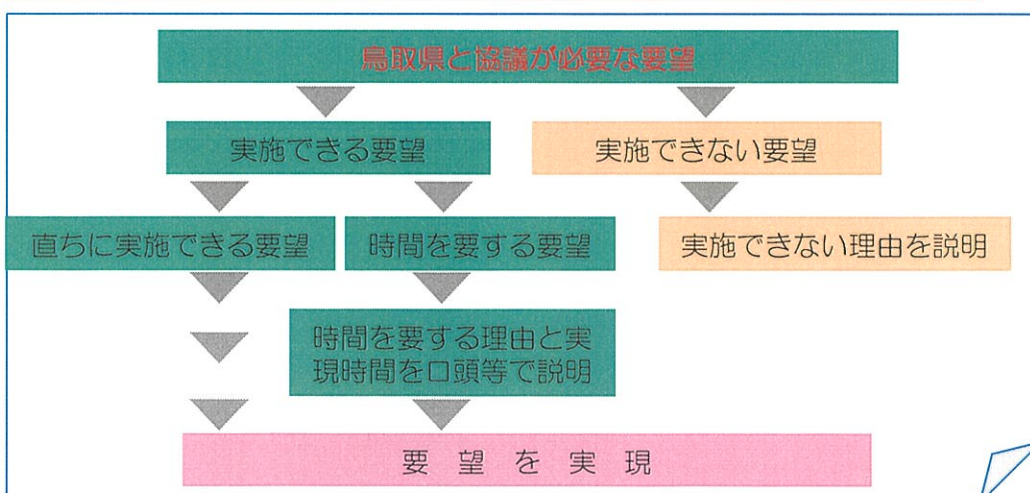 鳥取県と協議が必要な要望
実施できる要望
実施できない要望
直ちに実施できる要望
時間を要する要望
実施できない理由を説明
時間を要する理由と実
現時間を口頭等で説明
要望を実現